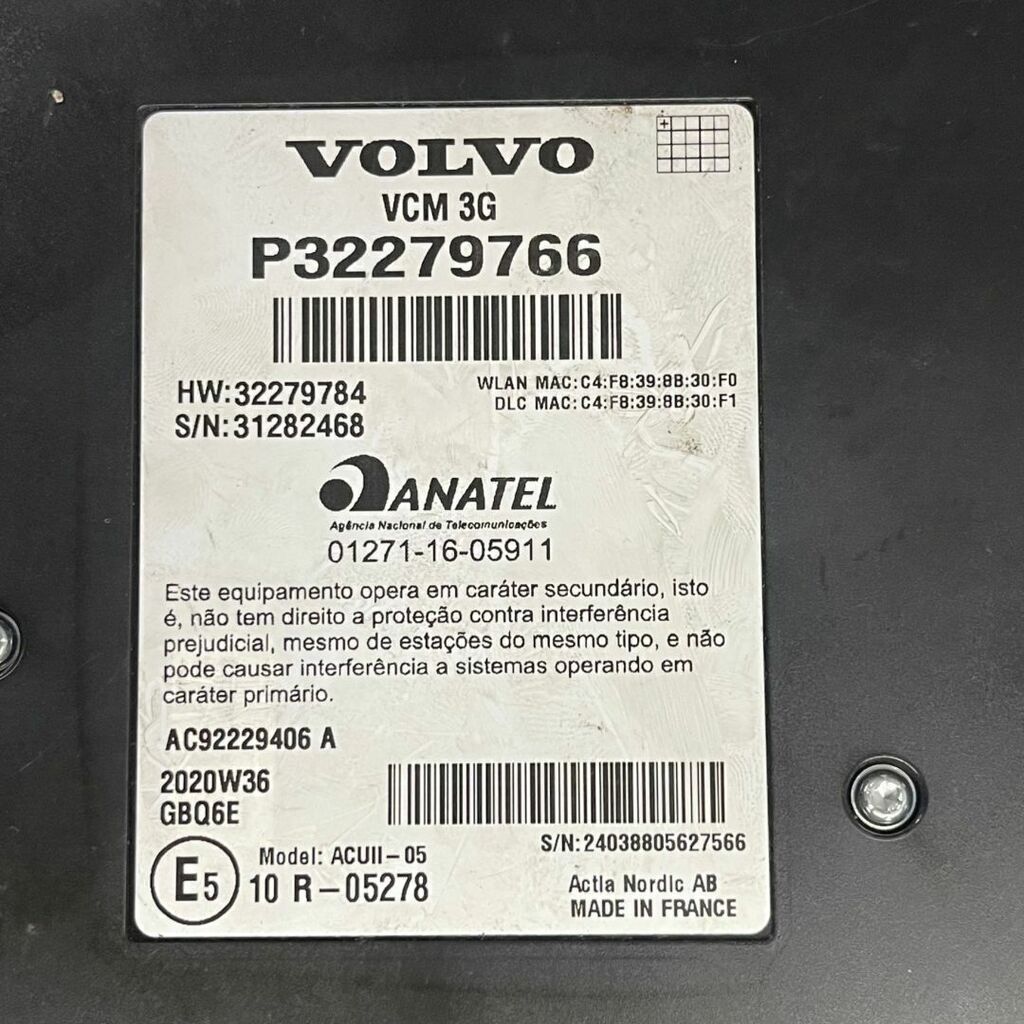 VOLVO
VCM 3G
P32279766
HW:32279784
S/N:31282468
WLAN MAC:C4:F8:39:8B:30:F0
DLC MAC:C4:F8:39:8B:30:F1
ANATEL
Agência Nacional de Telecomunicações
01271-16-05911
Este equipamento opera em caráter secundário, isto
é, não tem direito a proteção contra interferência
prejudicial, mesmo de estações do mesmo tipo, e não
pode causar interferência a sistemas operando em
caráter primário.
AC92229406 A
2020W36
GBQ6E
S/N:24038805627566
E5
Model: ACUII-05
10 R-05278
Actia Nordic AB
MADE IN FRANCE